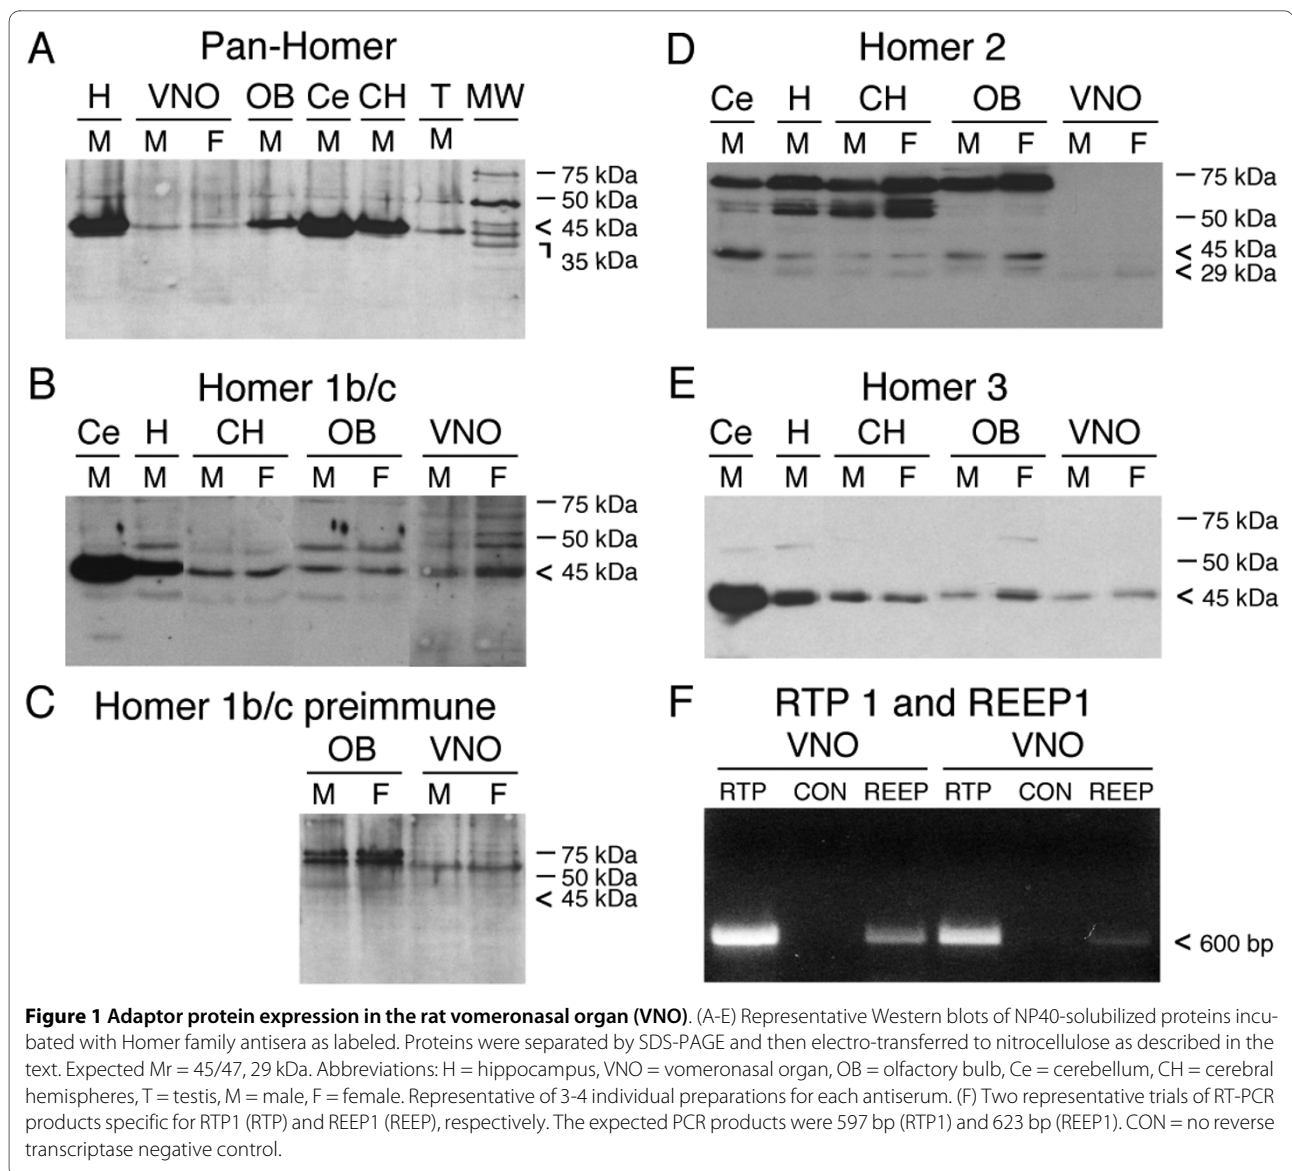 A
Pan-Homer
H VNO OB Ce CH T MW
M M F M M M M
75 kDa
50 kDa
< 45 kDa
35 kDa
B
Homer 1b/c
Ce H CH OB VNO
M M M F M F M F
75 kDa
50 kDa
< 45 kDa
C
Homer 1b/c preimmune
OB VNO
M F M F
75 kDa
50 kDa
< 45 kDa
D
Homer 2
Ce H CH OB VNO
M M M F M F M F
75 kDa
50 kDa
< 45 kDa
< 29 kDa
E
Homer 3
Ce H CH OB VNO
M M M F M F M F
75 kDa
50 kDa
< 45 kDa
F
RTP 1 and REEP1
VNO VNO
RTP CON REEP RTP CON REEP
< 600 bp
Figure 1 Adaptor protein expression in the rat vomeronasal organ (VNO). (A-E) Representative Western blots of NP40-solubilized proteins incu-
bated with Homer family antisera as labeled. Proteins were separated by SDS-PAGE and then electro-transferred to nitrocellulose as described in the
text. Expected Mr = 45/47, 29 kDa. Abbreviations: H = hippocampus, VNO = vomeronasal organ, OB = olfactory bulb, Ce = cerebellum, CH = cerebral
hemispheres, T = testis, M = male, F = female. Representative of 3-4 individual preparations for each antiserum. (F) Two representative trials of RT-PCR
products specific for RTP1 (RTP) and REEP1 (REEP), respectively. The expected PCR products were 597 bp (RTP1) and 623 bp (REEP1). CON = no reverse
transcriptase negative control.